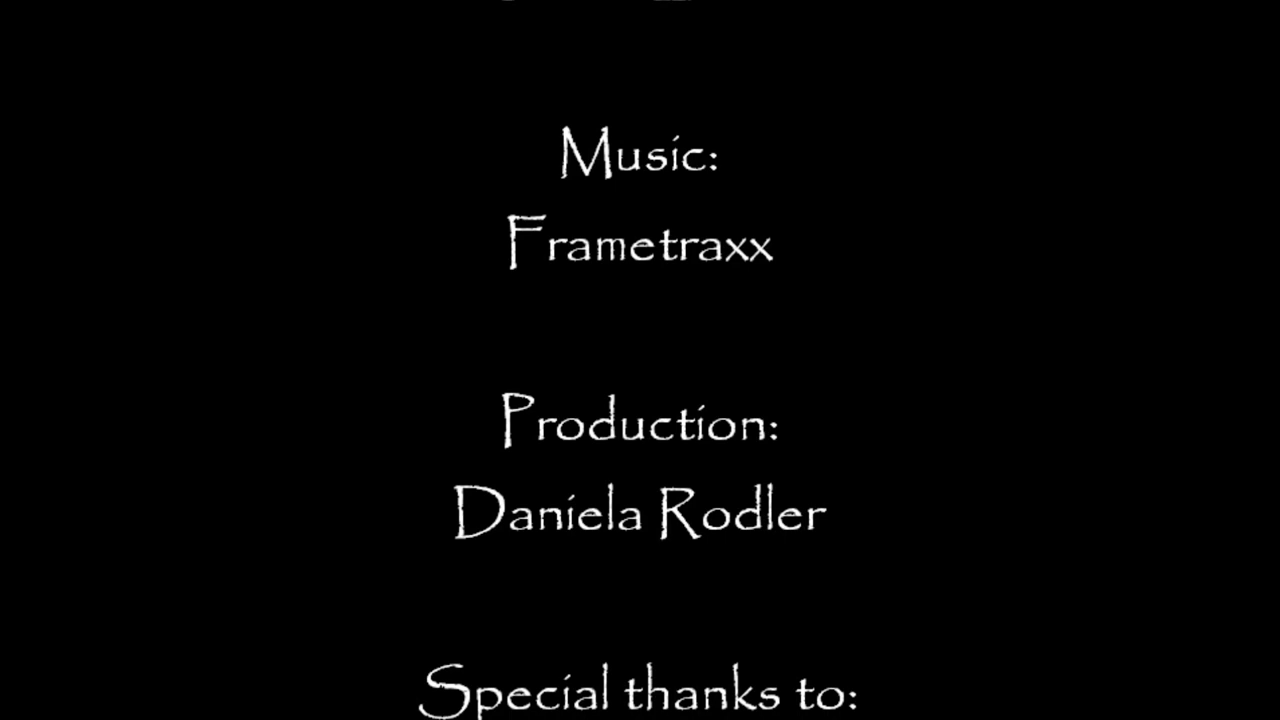 Music:
Frametraxx
Production:
Daniela Rodler
Special thanks to: